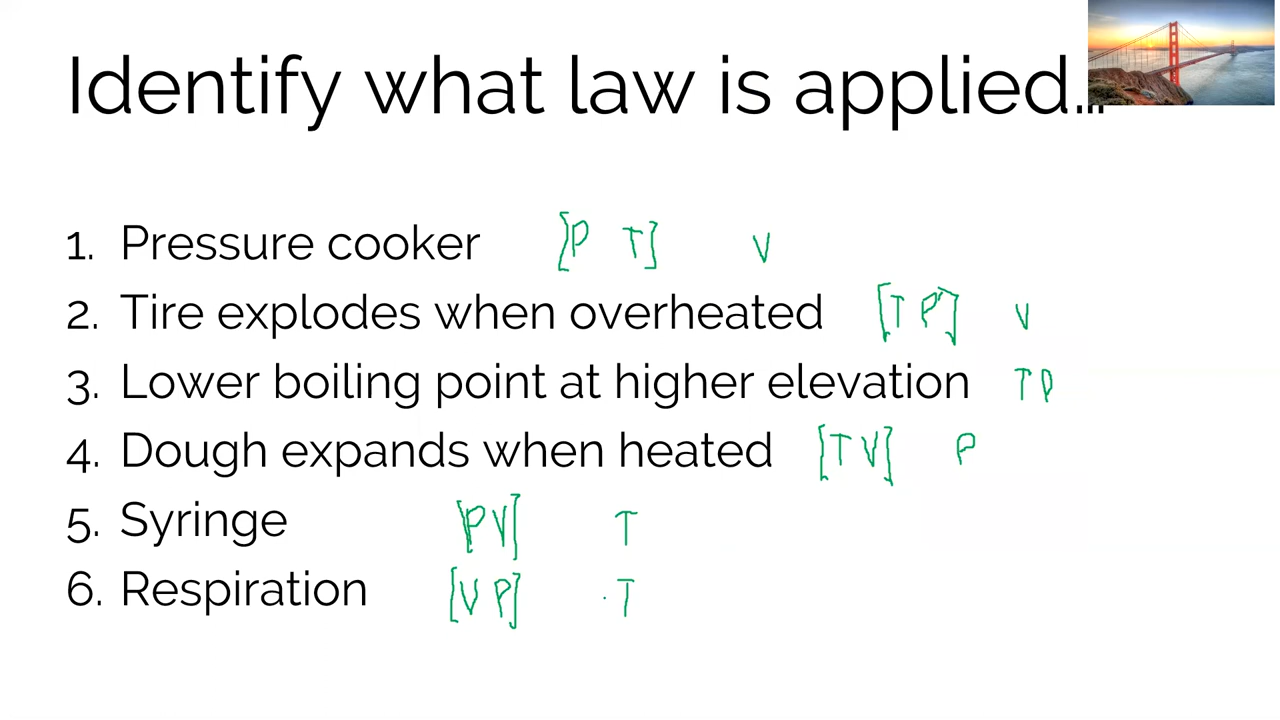 Identify what law is applied...
1. Pressure cooker [P T] V
2. Tire explodes when overheated [T P] V
3. Lower boiling point at higher elevation T P
4. Dough expands when heated [T V] P
5. Syringe [P V] T
6. Respiration [V P] T